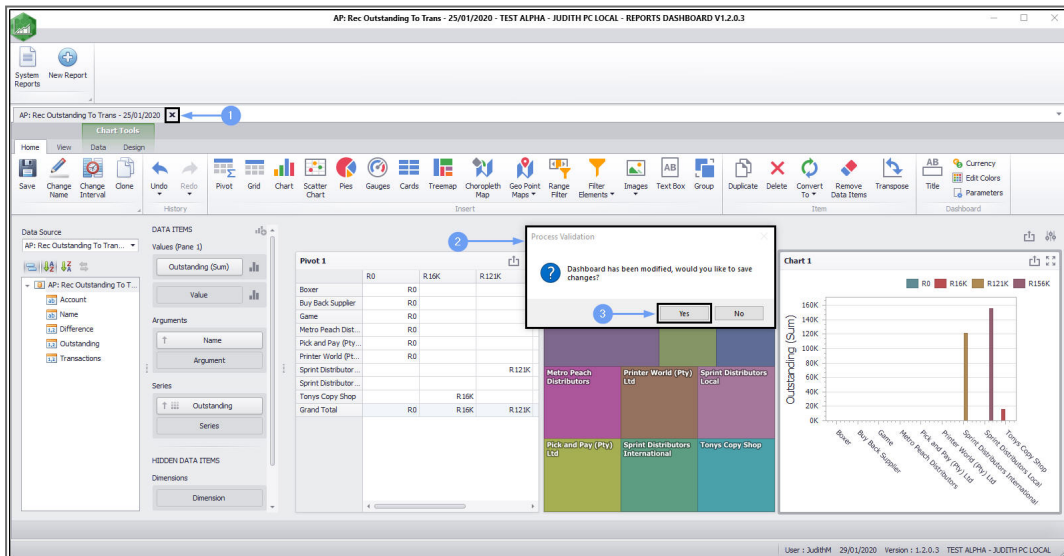 AP: Rec Outstanding To Trans - 25/01/2020 - TEST ALPHA - JUDITH PC LOCAL - REPORTS DASHBOARD V1.2.0.3
System Reports
New Report
AP: Rec Outstanding To Trans - 25/01/2020
1
Chart Tools
Home View Data Design
Save
Change Name
Change Interval
Clone
Undo
Redo
Pivot
Grid
Chart
Scatter Chart
Pies
Gauges
Cards
Treemap
Choropleth Map
Geo Point Maps
Range Filter
Filter Elements
Images
AB
Text Box
Group
Duplicate
Delete
Convert To
Remove Data Items
Transpose
AB
Title
Currency
Edit Colors
Parameters
History
Insert
Item
Dashboard
Data Source
AP: Rec Outstanding To Tran...
AP: Rec Outstanding To T...
Account
Name
Difference
Outstanding
Transactions
DATA ITEMS
Values (Pane 1)
Outstanding (Sum)
Value
Arguments
Name
Argument
Series
Outstanding
Series
HIDDEN DATA ITEMS
Dimensions
Dimension
Pivot 1
R0 R16K R121K
Boxer R0
Buy Back Supplier R0
Game R0
Metro Peach Dist... R0
Pick and Pay (Pty... R0
Printer World (Pt... R0
Sprint Distributor ... R121K
Sprint Distributor ...
Tonys Copy Shop R16K
Grand Total R0 R16K R121K
2
Process Validation
Dashboard has been modified, would you like to save
changes?
3
Yes No
Metro Peach Distributors
Printer World (Pty) Ltd
Sprint Distributors Local
Pick and Pay (Pty) Ltd
Sprint Distributors International
Tonys Copy Shop
Chart 1
R0 R16K R121K R156K
Outstanding (Sum)
160K
140K
120K
100K
80K
60K
40K
20K
0K
Boxer
Buy Back Supplier
Game
Metro Peach Distributors
Pick and Pay (Pty) Ltd
Printer World (Pty) Ltd
Sprint Distributors International
Sprint Distributors Local
Tonys Copy Shop
User : JudithM 29/01/2020 Version : 1.2.0.3 TEST ALPHA - JUDITH PC LOCAL